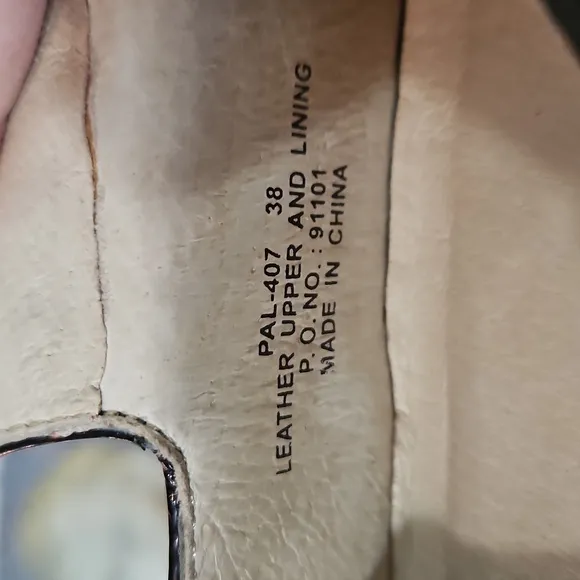 PAL-407 38
LEATHER UPPER AND LINING
P.O.NO.: 91101
MADE IN CHINA